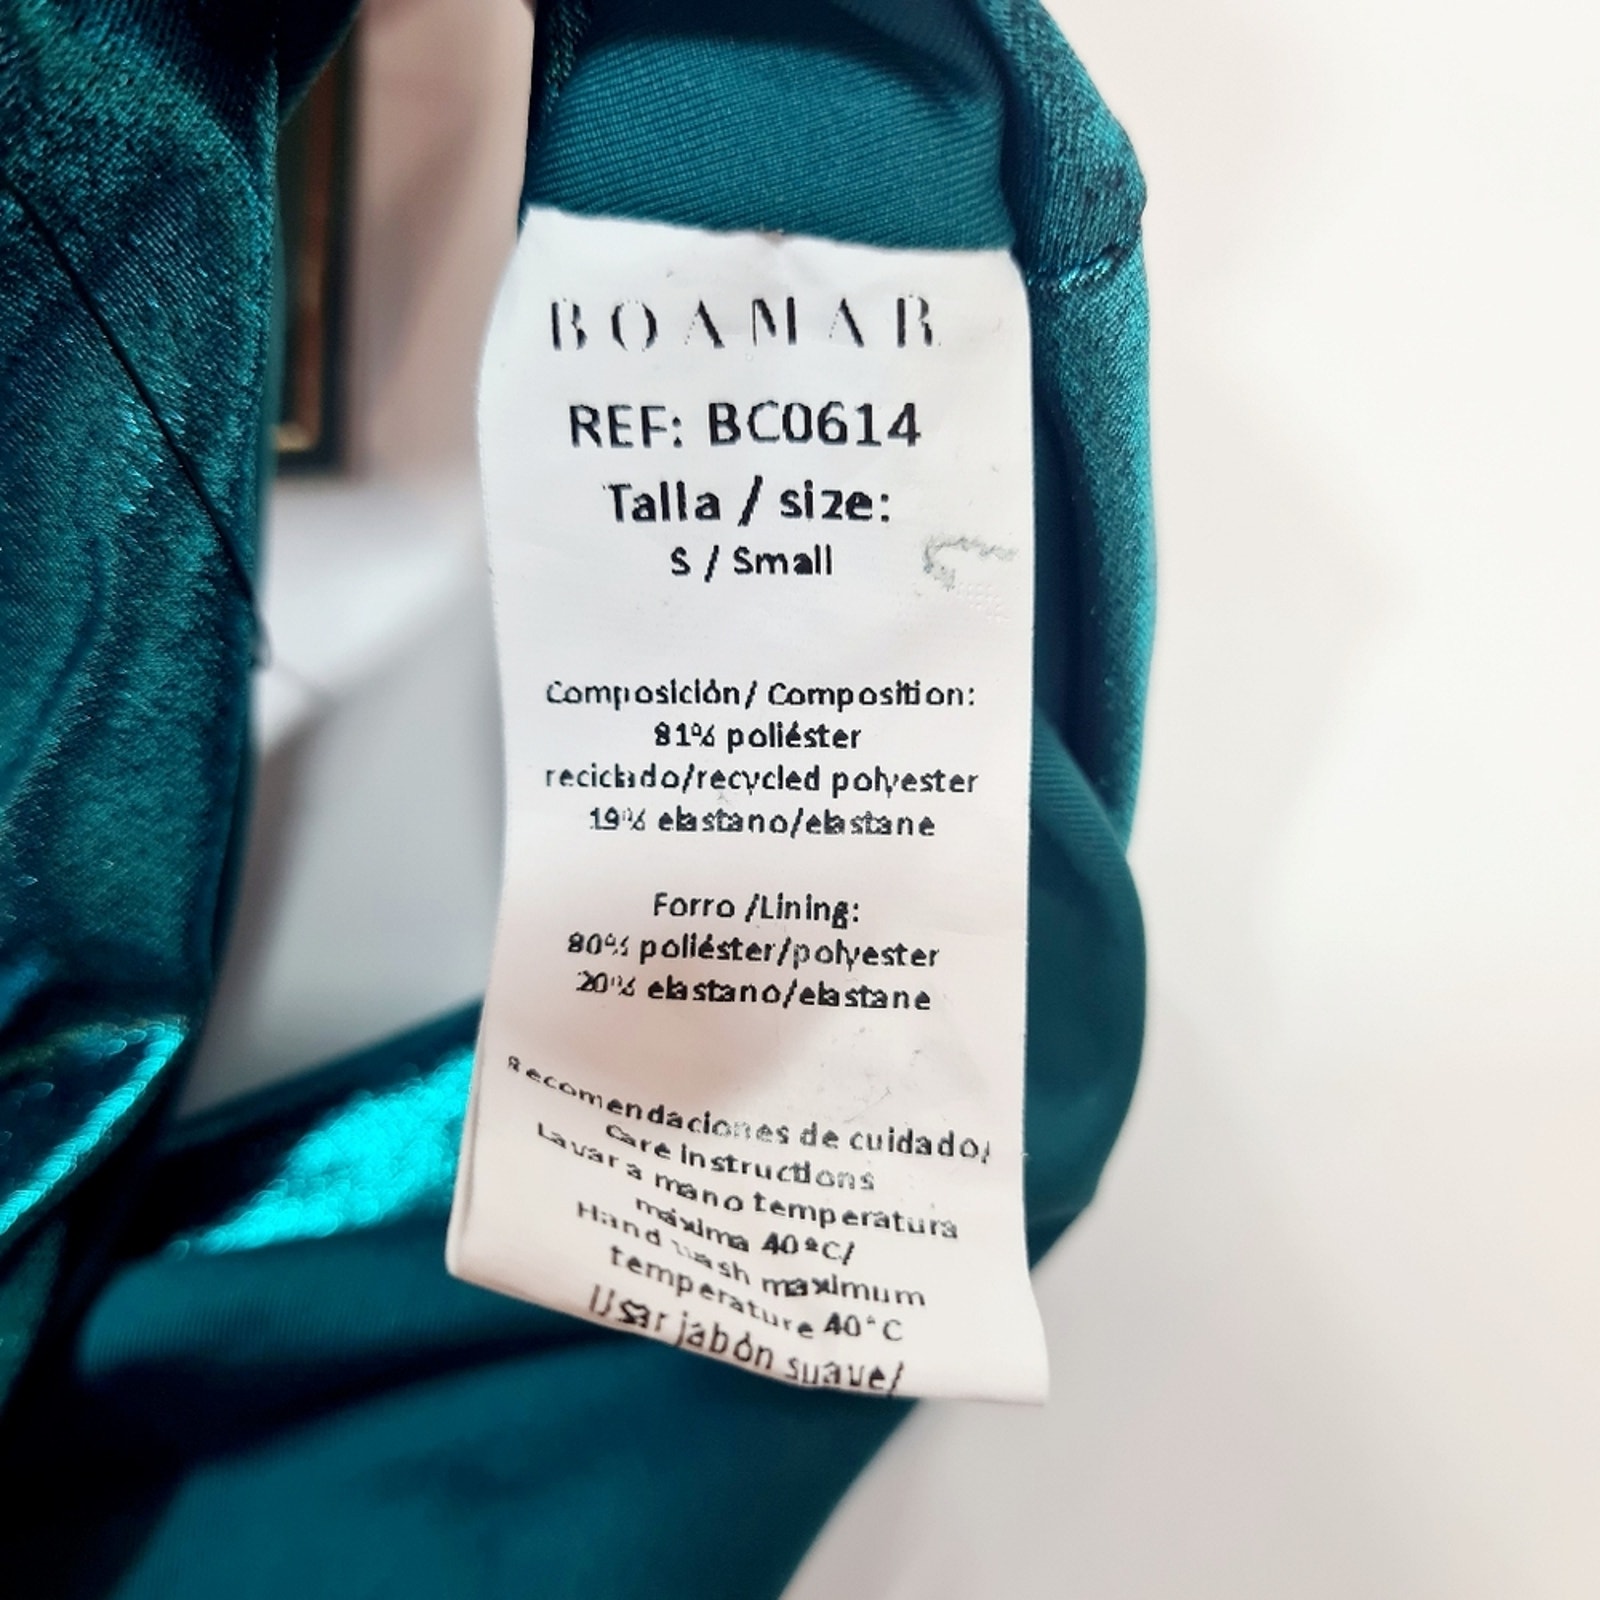 BOAMAR
REF: BC0614
Talla / size:
S / Small
Composición/ Composition:
81% poliéster
reciclado/recycled polyester
19% elastano/elastane
Forro /Lining:
80% poliéster/polyester
20% elastano/elastane
Recomendaciones de cuidado/
Care instructions
Lavar a mano temperatura
máxima 40ºC/
Hand wash maximum
temperature 40°C
Usar jabón suave/